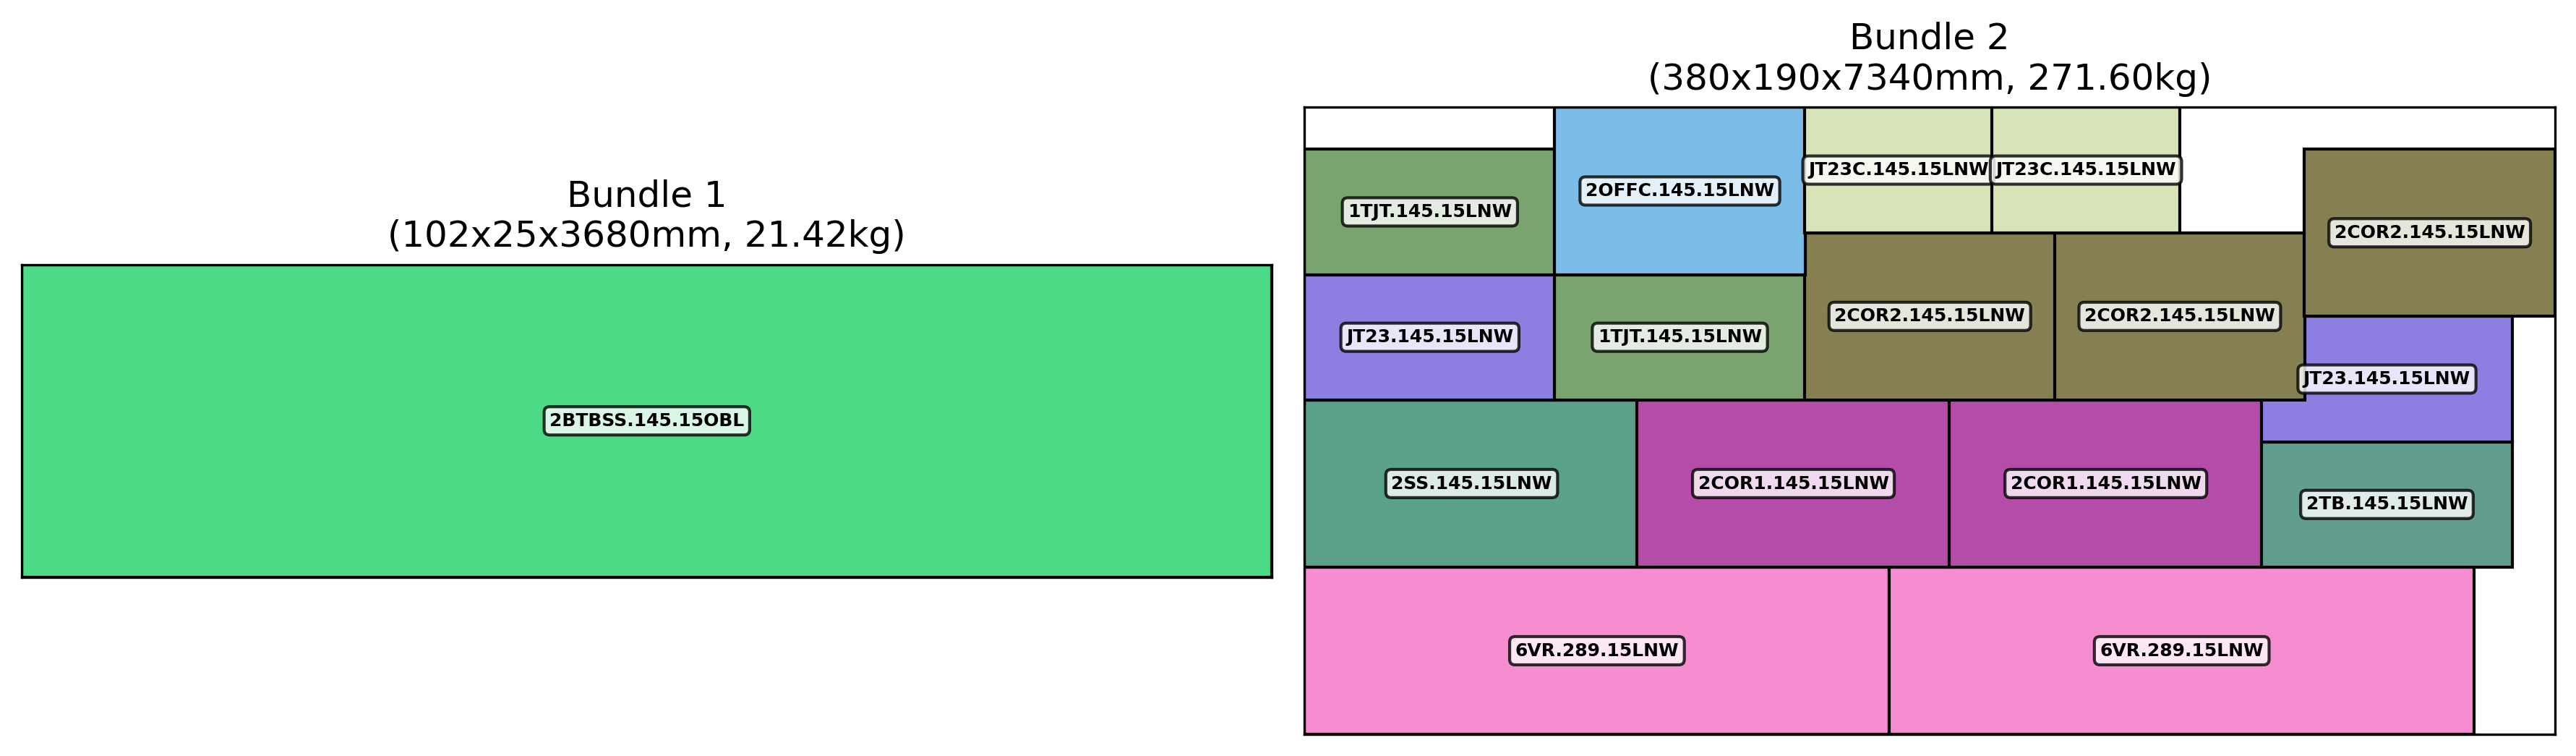 Bundle 1
(102x25x3680mm, 21.42kg)
2BTBSS.145.15OBL
Bundle 2
(380x190x7340mm, 271.60kg)
JT23C.145.15LNW
JT23C.145.15LNW
2OFFC.145.15LNW
1TJT.145.15LNW
2COR2.145.15LNW
2COR2.145.15LNW
2COR2.145.15LNW
JT23.145.15LNW
1TJT.145.15LNW
JT23.145.15LNW
2SS.145.15LNW
2COR1.145.15LNW
2COR1.145.15LNW
2TB.145.15LNW
6VR.289.15LNW
6VR.289.15LNW